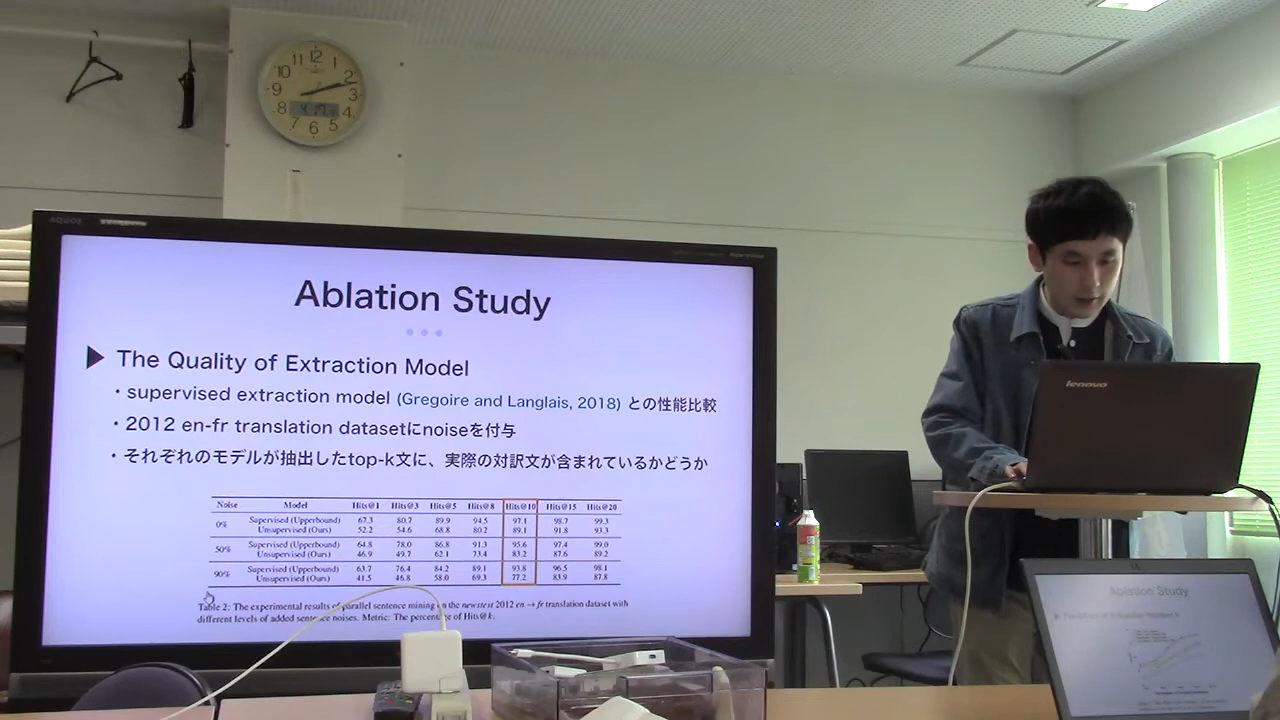 12
11
10
2
9
3
8
4
7
5
6
AQUOS
Ablation Study
The Quality of Extraction Model
・supervised extraction model (Gregoire and Langlais, 2018) との性能比較
・2012 en-fr translation datasetにnoiseを付与
・それぞれのモデルが抽出したtop-k文に、実際の対訳文が含まれているかどうか
Noise Model Hits@1 Hits@3 Hits@5 Hits@8 Hits@10 Hits@15 Hits@20
0% Supervised (Upperbound) 67.3 80.7 89.9 94.5 97.1 98.7 99.3
Unsupervised (Ours) 52.2 54.6 68.8 80.2 89.1 91.8 93.3
50% Supervised (Upperbound) 64.8 78.0 86.8 91.3 95.6 97.4 99.0
Unsupervised (Ours) 46.9 49.7 62.1 73.4 83.2 87.6 89.2
90% Supervised (Upperbound) 63.7 76.4 84.2 89.1 93.8 96.5 98.1
Unsupervised (Ours) 41.5 46.8 58.0 69.3 77.2 83.9 87.8
Table 2: The experimental results of parallel sentence mining on the newstest 2012 en → fr translation dataset with
different levels of added sentence noises. Metric: The percentage of Hits@k.
lenovo
Ablation Study